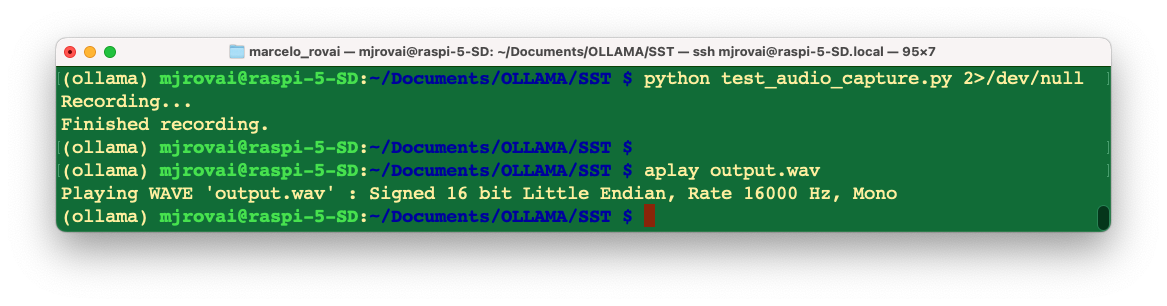 marcelo_rovai — mjrovai@raspi-5-SD: ~/Documents/OLLAMA/SST — ssh mjrovai@raspi-5-SD.local — 95×7
(ollama) mjrovai@raspi-5-SD:~/Documents/OLLAMA/SST $ python test_audio_capture.py 2>/dev/null
Recording...
Finished recording.
(ollama) mjrovai@raspi-5-SD:~/Documents/OLLAMA/SST $
(ollama) mjrovai@raspi-5-SD:~/Documents/OLLAMA/SST $ aplay output.wav
Playing WAVE 'output.wav' : Signed 16 bit Little Endian, Rate 16000 Hz, Mono
(ollama) mjrovai@raspi-5-SD:~/Documents/OLLAMA/SST $